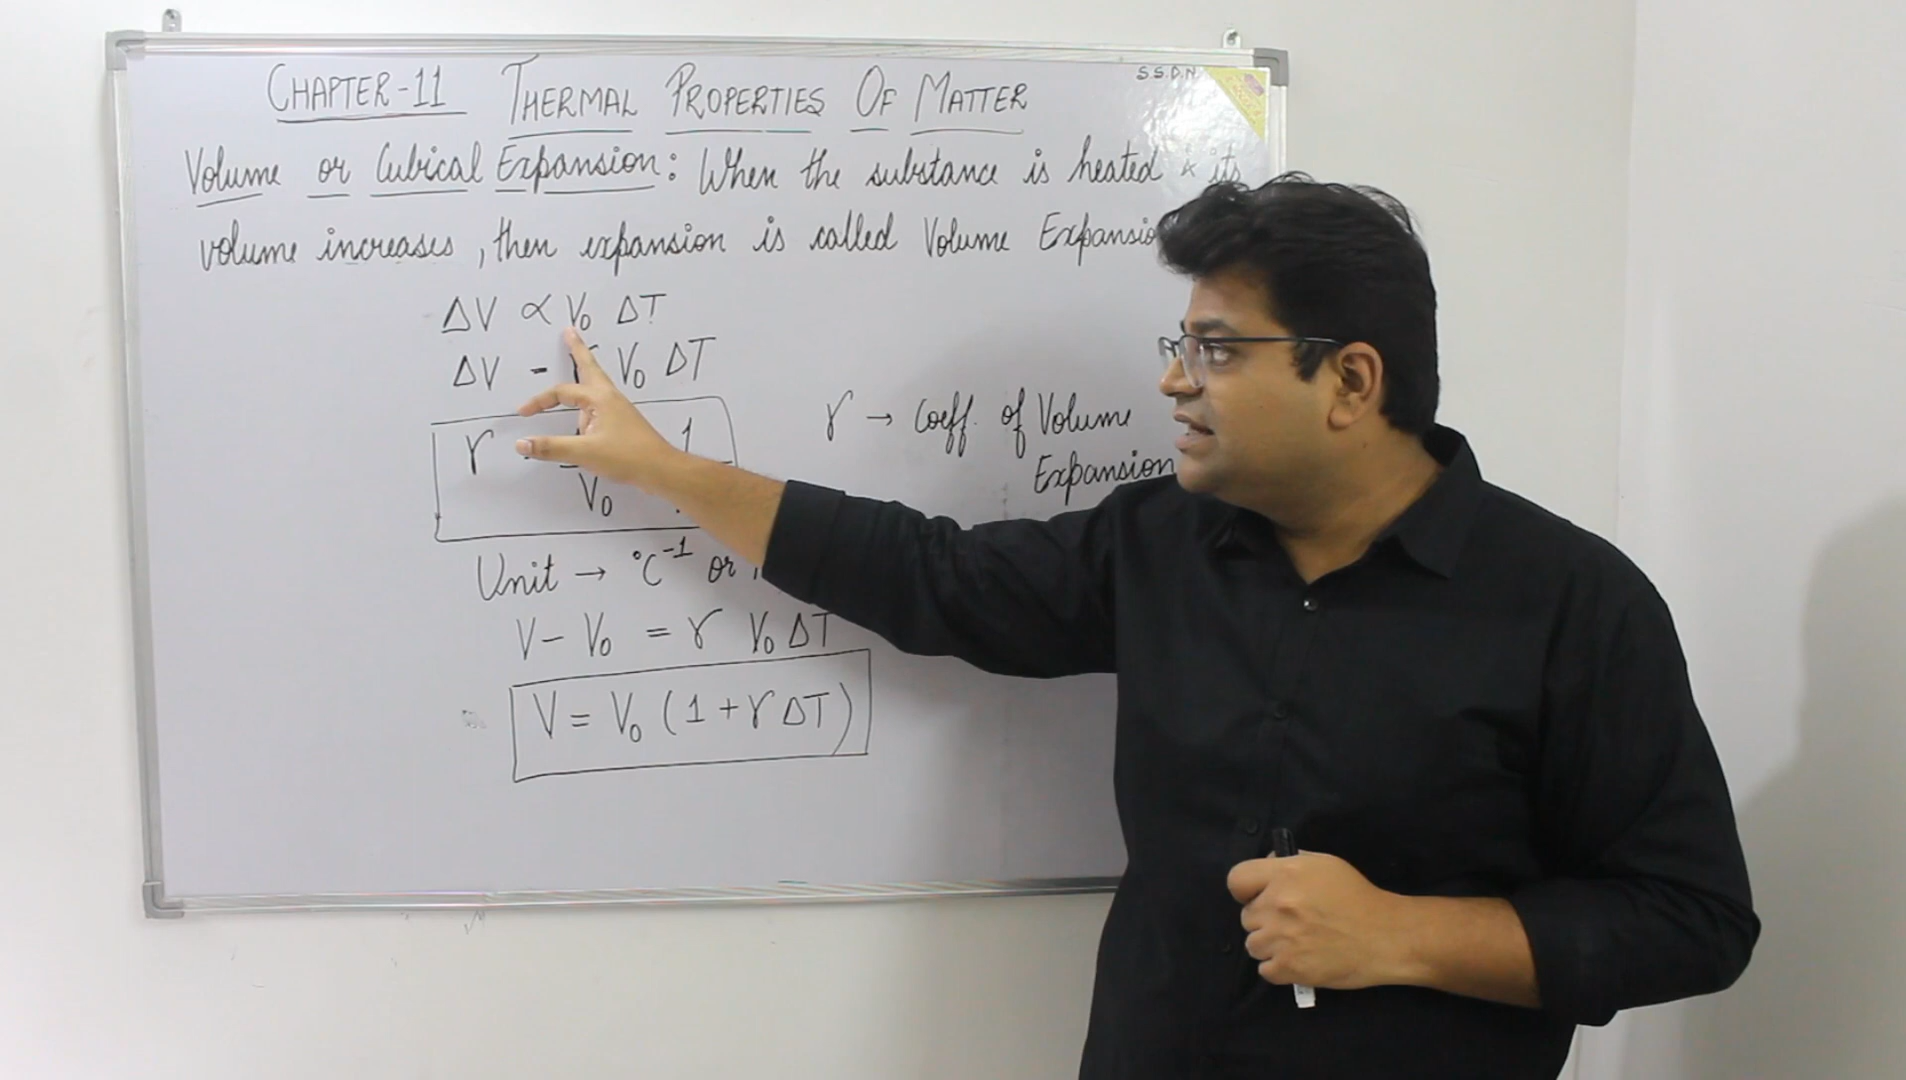 CHAPTER-11 THERMAL PROPERTIES OF MATTER
S.S.D.N
Volume or Cubical Expansion: When the substance is heated & its
volume increases, then expansion is called Volume
ΔV ∝ V₀ ΔT
ΔV = V₀ ΔT
γ 1
V₀
γ → Coeff. of Volume
Expansion
Unit → °C⁻¹ or
V - V₀ = γ V₀ ΔT
V = V₀ (1 + γ ΔT)